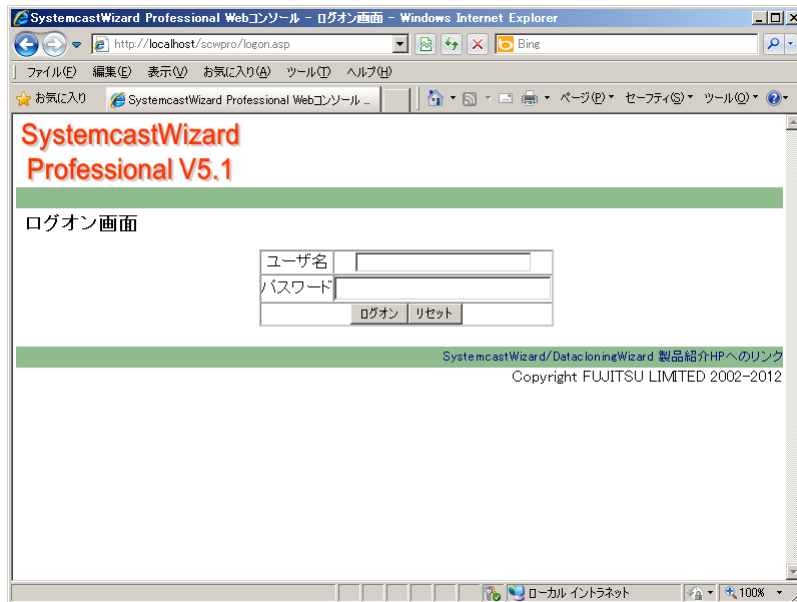 SystemcastWizard Professional Webコンソール - ログオン画面 - Windows Internet Explorer
http://localhost/scwpro/logon.asp
Bing
ファイル(F) 編集(E) 表示(V) お気に入り(A) ツール(T) ヘルプ(H)
お気に入り SystemcastWizard Professional Webコンソール - ページ(P) セーフティ(S) ツール(O)
SystemcastWizard
Professional V5.1
ログオン画面
ユーザ名
パスワード
ログオン リセット
SystemcastWizard/DatacloningWizard 製品紹介HPへのリンク
Copyright FUJITSU LIMITED 2002-2012
ローカル イントラネット 100%